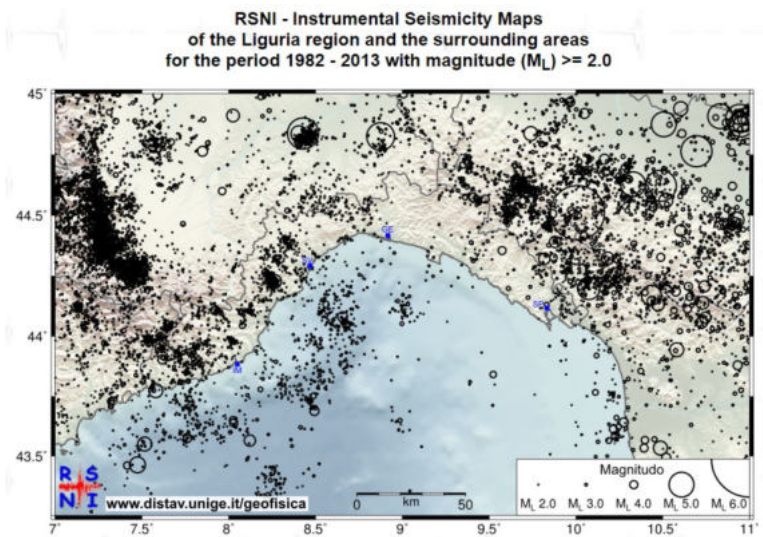 RSNI - Instrumental Seismicity Maps
of the Liguria region and the surrounding areas
for the period 1982 - 2013 with magnitude (ML) >= 2.0
45˚
44.5˚
44˚
43.5˚
GE
SP
IM
Magnitudo
ML 2.0 ML 3.0 ML 4.0 ML 5.0 ML 6.0
R S
N I
www.distav.unige.it/geofisica
0 50
km
7˚ 7.5˚ 8˚ 8.5˚ 9˚ 9.5˚ 10˚ 10.5˚ 11˚